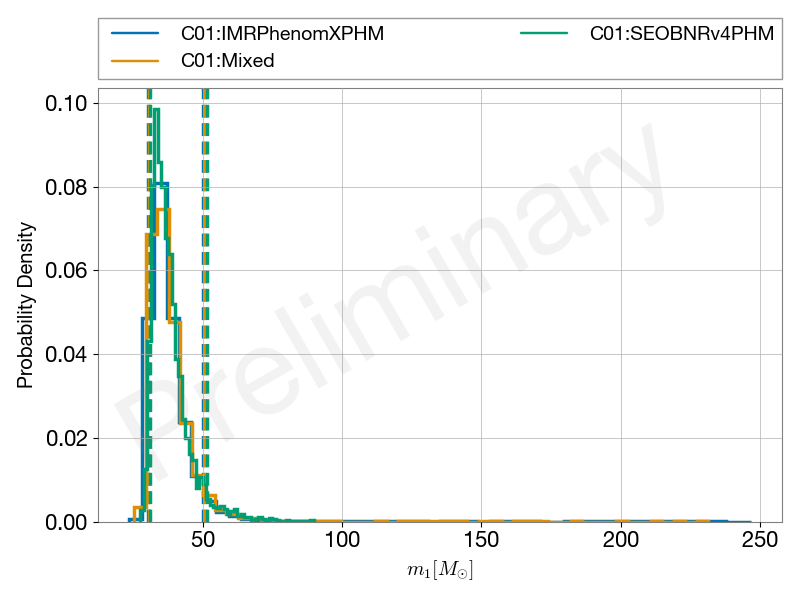 C01:IMRPhenomXPHM
C01:SEOBNRv4PHM
C01:Mixed
0.10
0.08
0.06
0.04
0.02
0.00
Probability Density
Preliminary
50
100
150
200
250
m₁[M⊙]